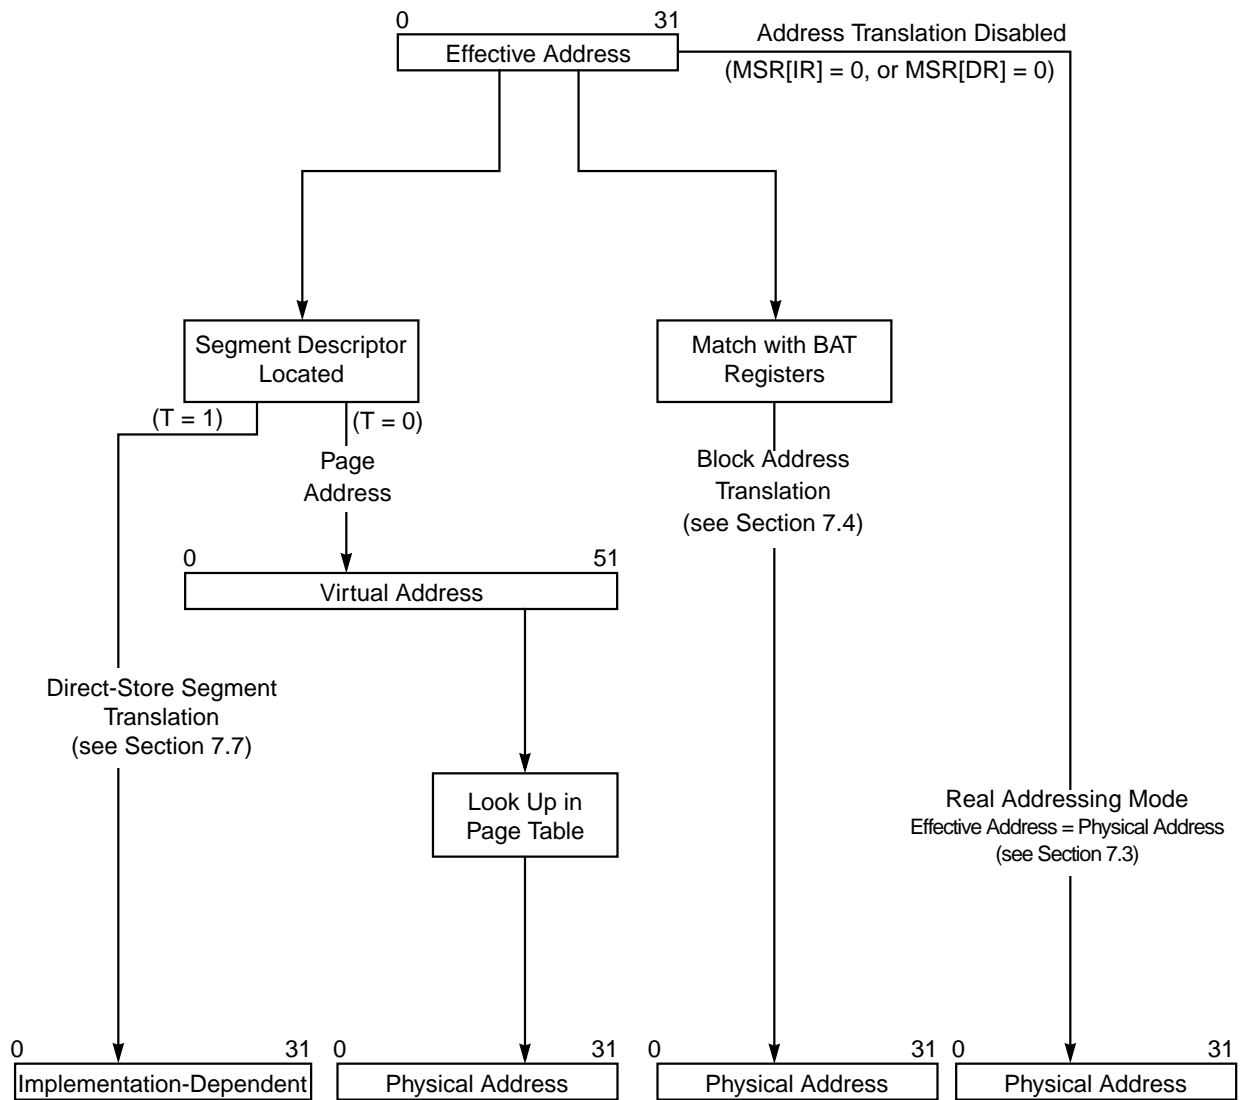 0 31
Address Translation Disabled
Effective Address
(MSR[IR] = 0, or MSR[DR] = 0)
Segment Descriptor
Located
Match with BAT
Registers
(T = 1)
(T = 0)
Page
Address
Block Address
Translation
(see Section 7.4)
0 51
Virtual Address
Direct-Store Segment
Translation
(see Section 7.7)
Look Up in
Page Table
Real Addressing Mode
Effective Address = Physical Address
(see Section 7.3)
0 31
Implementation-Dependent
0 31
Physical Address
0 31
Physical Address
0 31
Physical Address